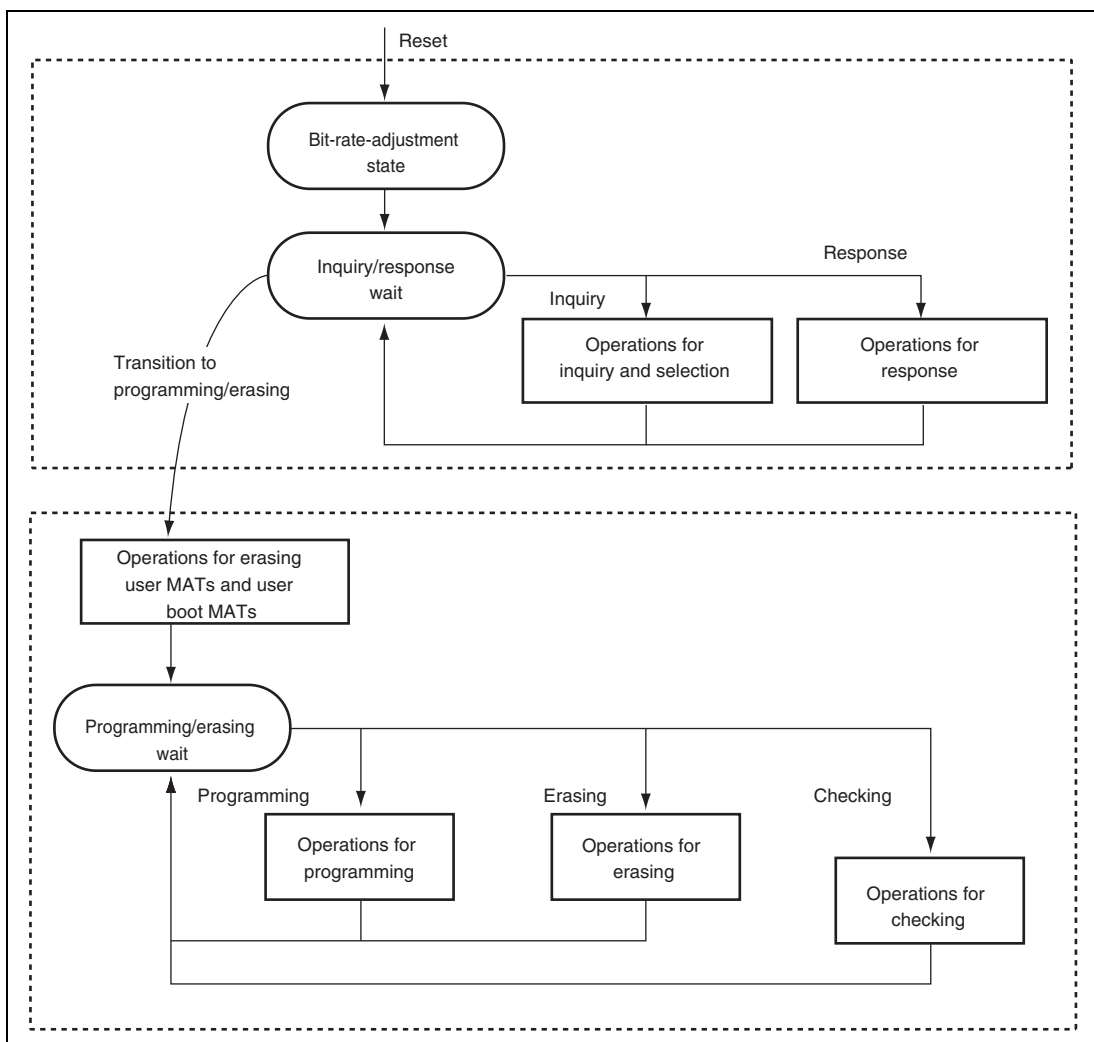 Reset
Bit-rate-adjustment
state
Inquiry/response
wait
Response
Inquiry
Operations for
inquiry and selection
Operations for
response
Transition to
programming/erasing
Operations for erasing
user MATs and user
boot MATs
Programming/erasing
wait
Programming
Erasing
Checking
Operations for
programming
Operations for
erasing
Operations for
checking